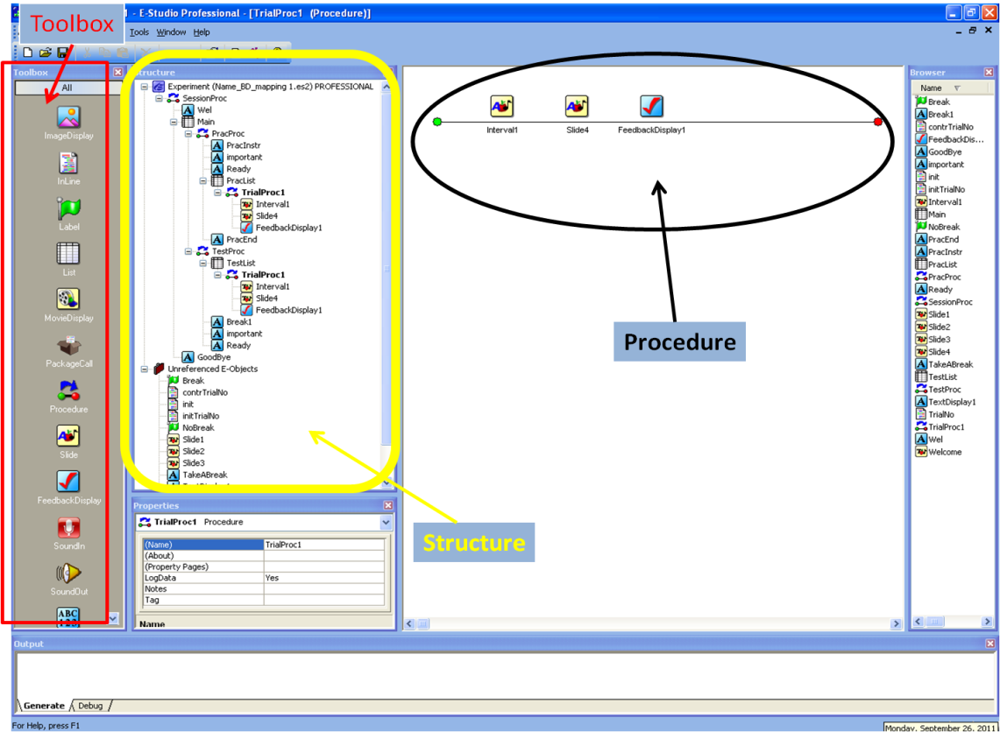 Toolbox
1 - E-Studio Professional - [TrialProc1 (Procedure)]
Tools Window Help
Toolbox
All
ImageDisplay
InLine
Label
List
MovieDisplay
PackageCall
Procedure
Slide
FeedbackDisplay
SoundIn
SoundOut
ABC
123
Structure
Experiment (Name_BD_mapping 1.es2) PROFESSIONAL
SessionProc
Wel
Main
PracProc
PracInstr
important
Ready
PracList
TrialProc1
Interval1
Slide4
FeedbackDisplay1
PracEnd
TestProc
TestList
TrialProc1
Interval1
Slide4
FeedbackDisplay1
Break1
important
Ready
GoodBye
Unreferenced E-Objects
Break
contrTrialNo
init
initTrialNo
NoBreak
Slide1
Slide2
Slide3
TakeABreak
Properties
TrialProc1 Procedure
(Name) TrialProc1
(About)
(Property Pages)
LogData Yes
Notes
Tag
Name
Interval1 Slide4 FeedbackDisplay1
Procedure
Structure
Browser
Name
Break
Break1
contrTrialNo
FeedbackDis...
GoodBye
important
init
initTrialNo
Interval1
Main
NoBreak
PracEnd
PracInstr
PracList
PracProc
Ready
SessionProc
Slide1
Slide2
Slide3
Slide4
TakeABreak
TestList
TestProc
TextDisplay1
TrialNo
TrialProc1
Wel
Welcome
Output
Generate Debug
For Help, press F1
Monday, September 26, 2011